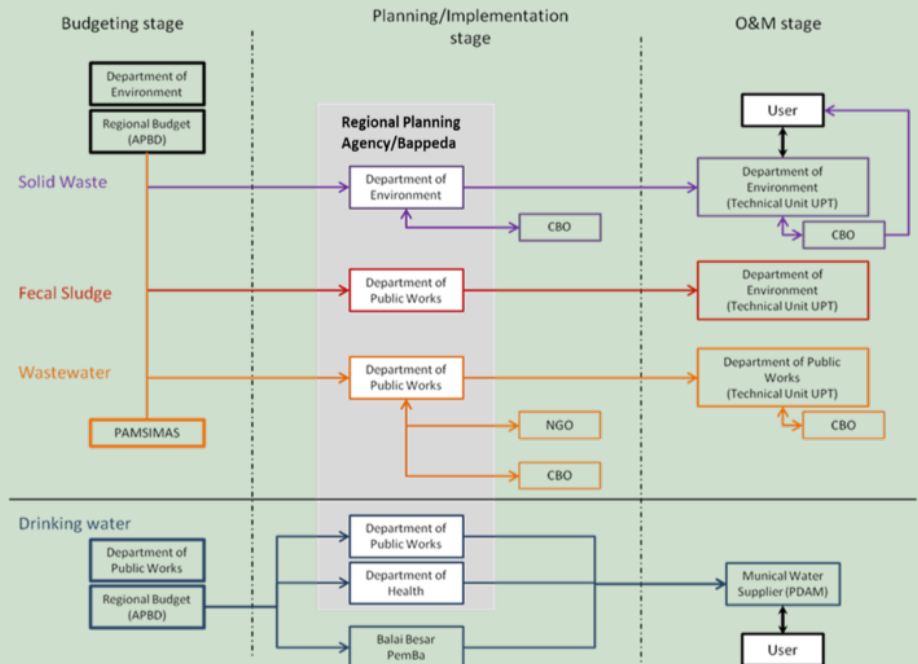 Budgeting stage
Planning/Implementation
stage
O&M stage
Department of
Environment
Regional Budget
(APBD)
Regional Planning
Agency/Bappeda
User
Solid Waste
Department of
Environment
CBO
Department of
Environment
(Technical Unit UPT)
CBO
Fecal Sludge
Department of
Public Works
Department of
Environment
(Technical Unit UPT)
Wastewater
Department of
Public Works
Department of Public
Works
(Technical Unit UPT)
PAMSIMAS
NGO
CBO
CBO
Drinking water
Department of
Public Works
Regional Budget
(APBD)
Department of
Public Works
Department of
Health
Balai Besar
PemBa
Munical Water
Supplier (PDAM)
User